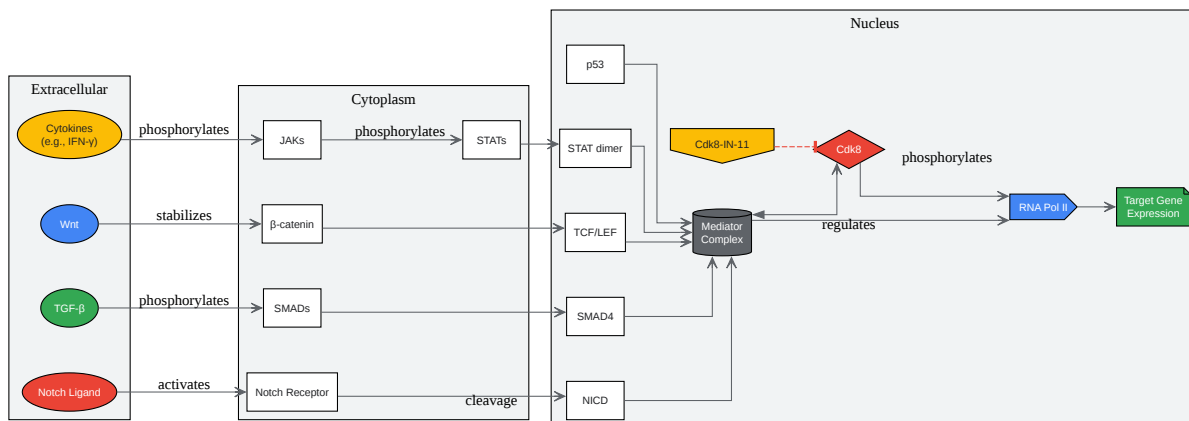 Nucleus
p53
Extracellular
Cytoplasm
Cytokines
(e.g., IFN-γ)
phosphorylates
JAKs
phosphorylates
STATs
STAT dimer
Cdk8-IN-11
Cdk8
phosphorylates
Wnt
stabilizes
β-catenin
TCF/LEF
Mediator
Complex
regulates
RNA Pol II
Target Gene
Expression
TGF-β
phosphorylates
SMADs
SMAD4
Notch Ligand
activates
Notch Receptor
cleavage
NICD